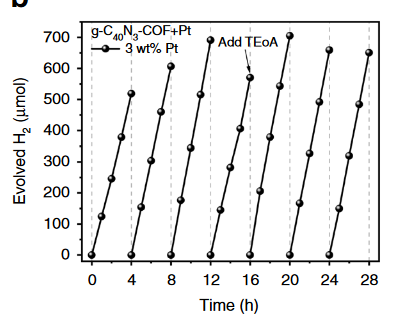 b
g-C₄₀N₃-COF+Pt
3 wt% Pt
Add TEoA
700
600
500
400
300
200
100
0
Evolved H₂ (μmol)
0 4 8 12 16 20 24 28
Time (h)